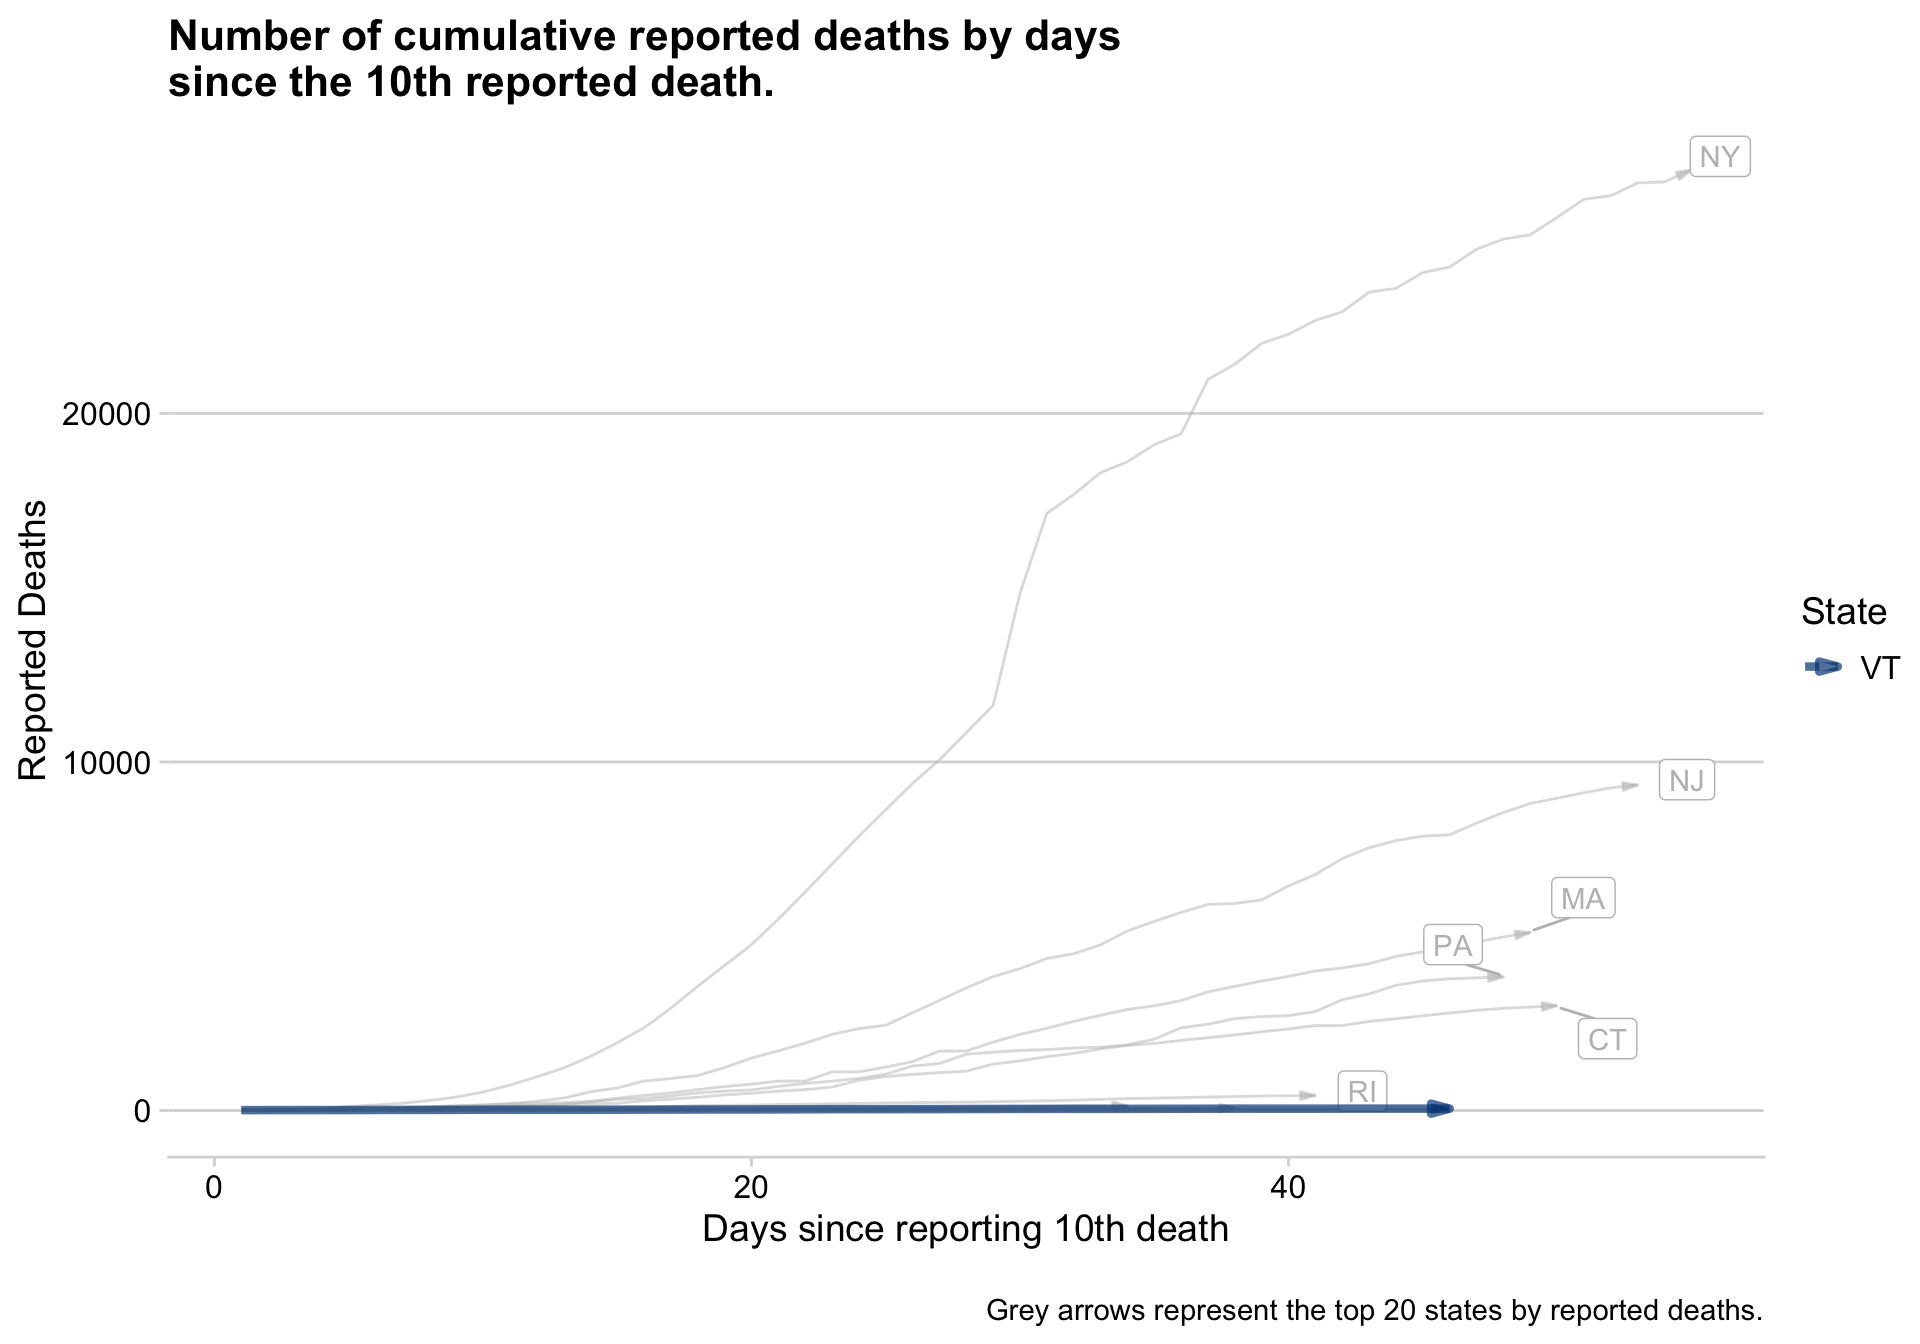 Number of cumulative reported deaths by days
since the 10th reported death.
NY
20000
Reported Deaths
State
VT
10000
NJ
MA
PA
CT
RI
0
0 20 40
Days since reporting 10th death
Grey arrows represent the top 20 states by reported deaths.